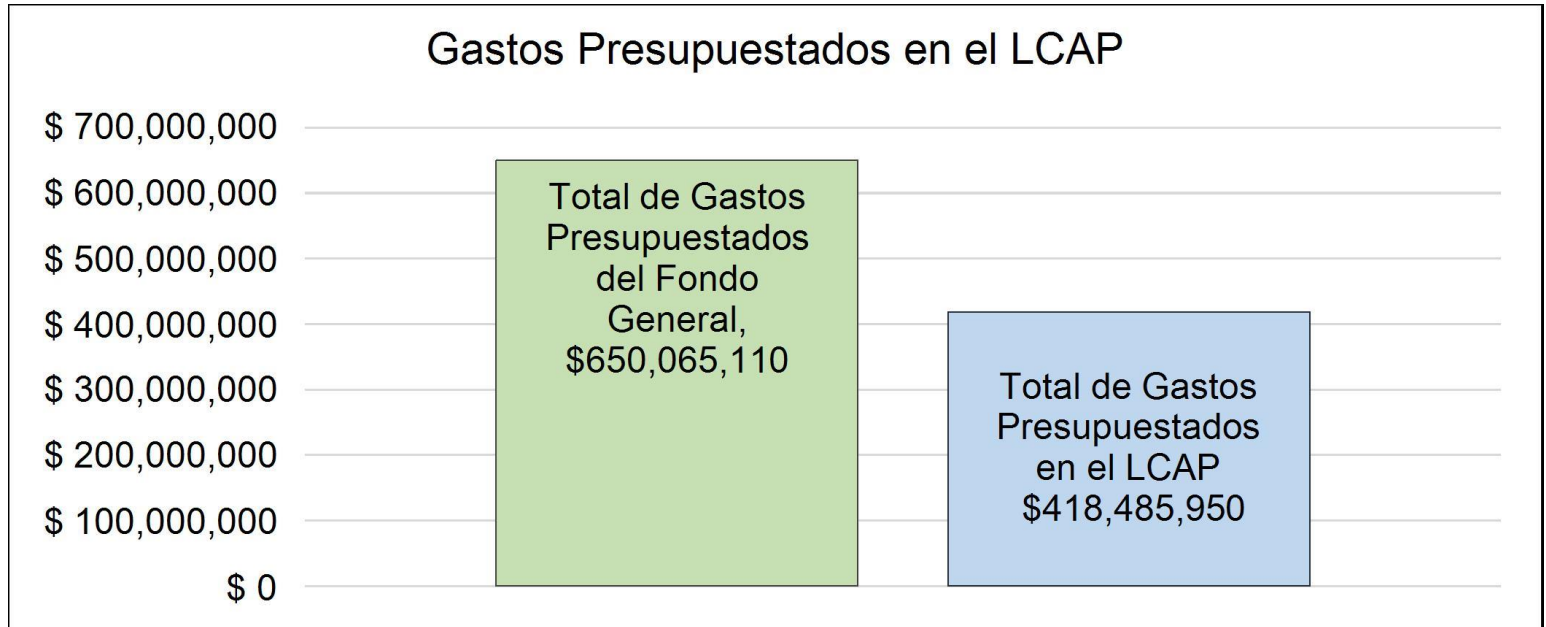 Gastos Presupuestados en el LCAP
$ 700,000,000
$ 600,000,000
$ 500,000,000
$ 400,000,000
$ 300,000,000
$ 200,000,000
$ 100,000,000
$ 0
Total de Gastos
Presupuestados
del Fondo
General,
$650,065,110
Total de Gastos
Presupuestados
en el LCAP
$418,485,950